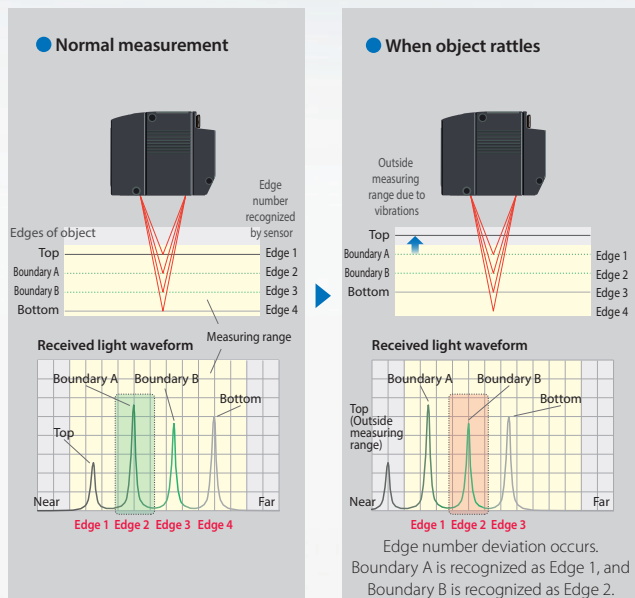 Normal measurement
Edge
number
recognized
by sensor
Edges of object
Top
Edge 1
Boundary A
Edge 2
Boundary B
Edge 3
Bottom
Edge 4
Measuring range
Received light waveform
Boundary A
Boundary B
Bottom
Top
Near
Far
Edge 1
Edge 2
Edge 3
Edge 4
When object rattles
Outside
measuring
range due to
vibrations
Top
Boundary A
Edge 1
Boundary B
Edge 2
Bottom
Edge 3
Edge 4
Received light waveform
Boundary A
Boundary B
Bottom
Top
(Outside
measuring
range)
Near
Far
Edge 1
Edge 2
Edge 3
Edge number deviation occurs.
Boundary A is recognized as Edge 1, and
Boundary B is recognized as Edge 2.